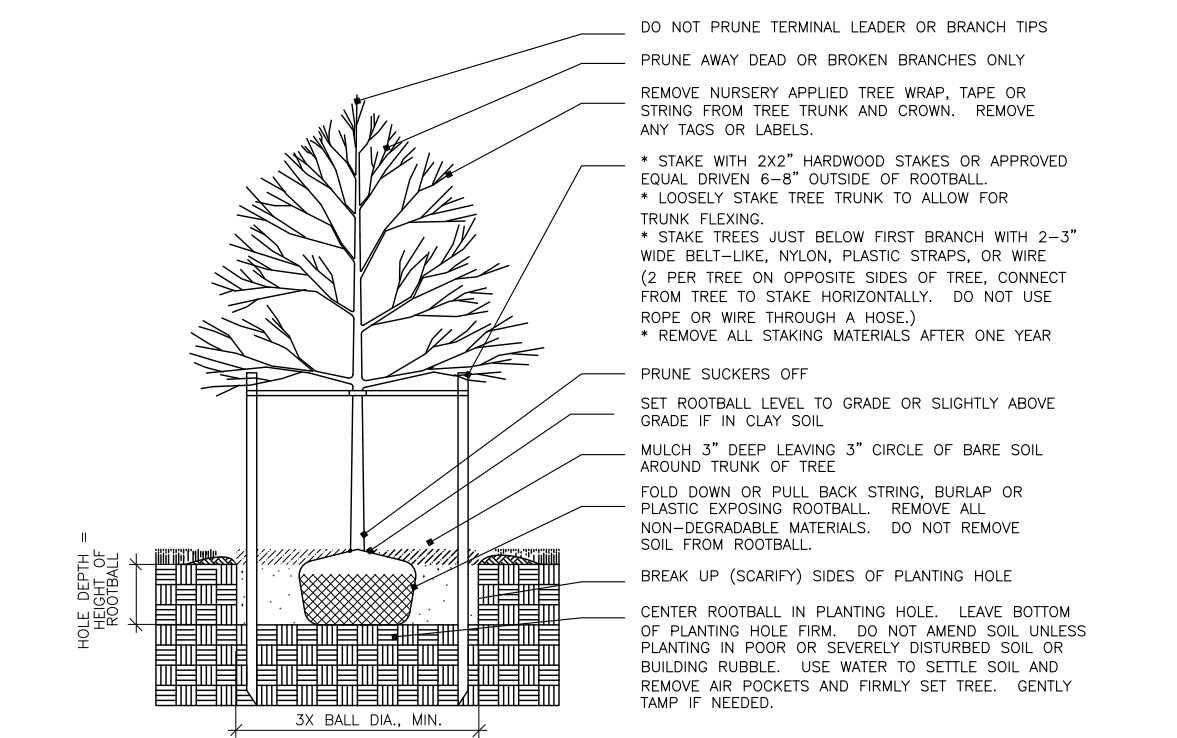 DO NOT PRUNE TERMINAL LEADER OR BRANCH TIPS
PRUNE AWAY DEAD OR BROKEN BRANCHES ONLY
REMOVE NURSERY APPLIED TREE WRAP, TAPE OR
STRING FROM TREE TRUNK AND CROWN.  REMOVE
ANY TAGS OR LABELS.
* STAKE WITH 2X2" HARDWOOD STAKES OR APPROVED
EQUAL DRIVEN 6-8" OUTSIDE OF ROOTBALL.
* LOOSELY STAKE TREE TRUNK TO ALLOW FOR
TRUNK FLEXING.
* STAKE TREES JUST BELOW FIRST BRANCH WITH 2-3"
WIDE BELT-LIKE, NYLON, PLASTIC STRAPS, OR WIRE
(2 PER TREE ON OPPOSITE SIDES OF TREE, CONNECT
FROM TREE TO STAKE HORIZONTALLY.  DO NOT USE
ROPE OR WIRE THROUGH A HOSE.)
* REMOVE ALL STAKING MATERIALS AFTER ONE YEAR
PRUNE SUCKERS OFF
SET ROOTBALL LEVEL TO GRADE OR SLIGHTLY ABOVE
GRADE IF IN CLAY SOIL
MULCH 3" DEEP LEAVING 3" CIRCLE OF BARE SOIL
AROUND TRUNK OF TREE
FOLD DOWN OR PULL BACK STRING, BURLAP OR
PLASTIC EXPOSING ROOTBALL.  REMOVE ALL
NON-DEGRADABLE MATERIALS.  DO NOT REMOVE
SOIL FROM ROOTBALL.
BREAK UP (SCARIFY) SIDES OF PLANTING HOLE
CENTER ROOTBALL IN PLANTING HOLE.  LEAVE BOTTOM
OF PLANTING HOLE FIRM.  DO NOT AMEND SOIL UNLESS
PLANTING IN POOR OR SEVERELY DISTURBED SOIL OR
BUILDING RUBBLE.  USE WATER TO SETTLE SOIL AND
REMOVE AIR POCKETS AND FIRMLY SET TREE.  GENTLY
TAMP IF NEEDED.
HOLE DEPTH =
HEIGHT OF
ROOTBALL
3X BALL DIA., MIN.